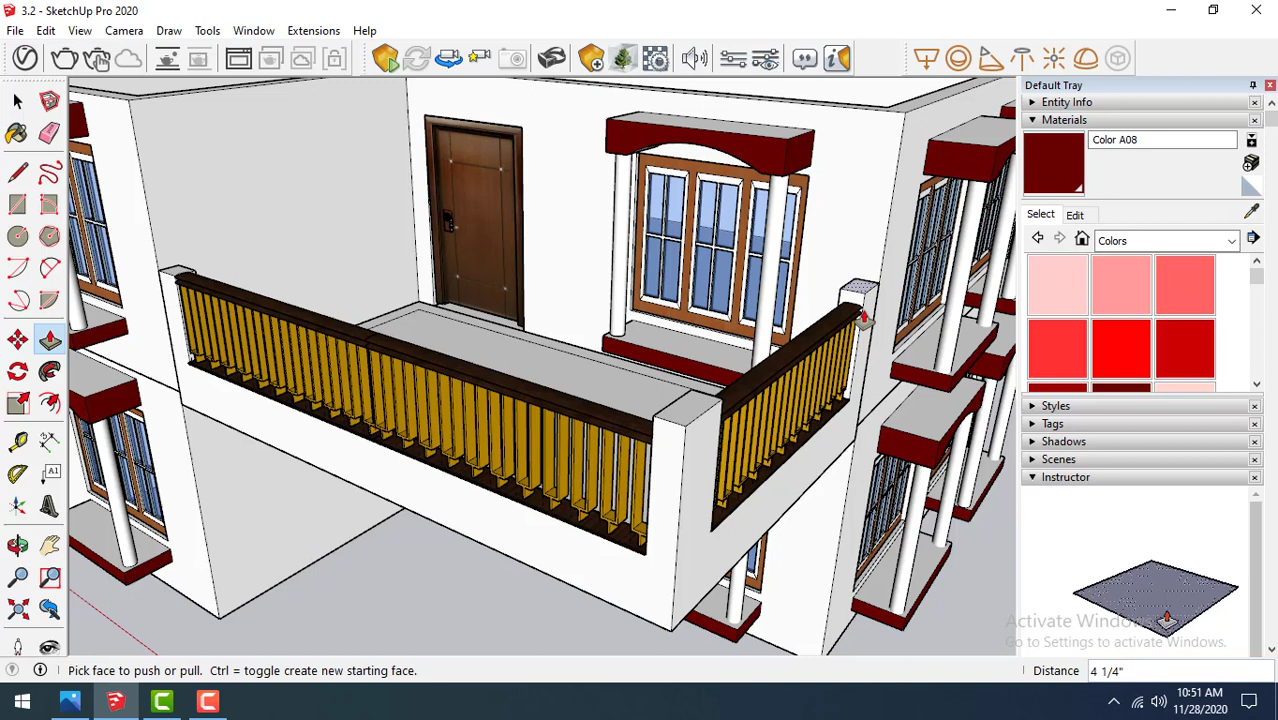 3.2 - SketchUp Pro 2020
File Edit View Camera Draw Tools Window Extensions Help
Default Tray
Entity Info
Materials
Color A08
Select Edit
Colors
AI
Styles
Tags
Shadows
Scenes
Instructor
Activate Windows
Go to Settings to activate Windows.
Pick face to push or pull. Ctrl = toggle create new starting face.
Distance 4 1/4"
10:51 AM
11/28/2020